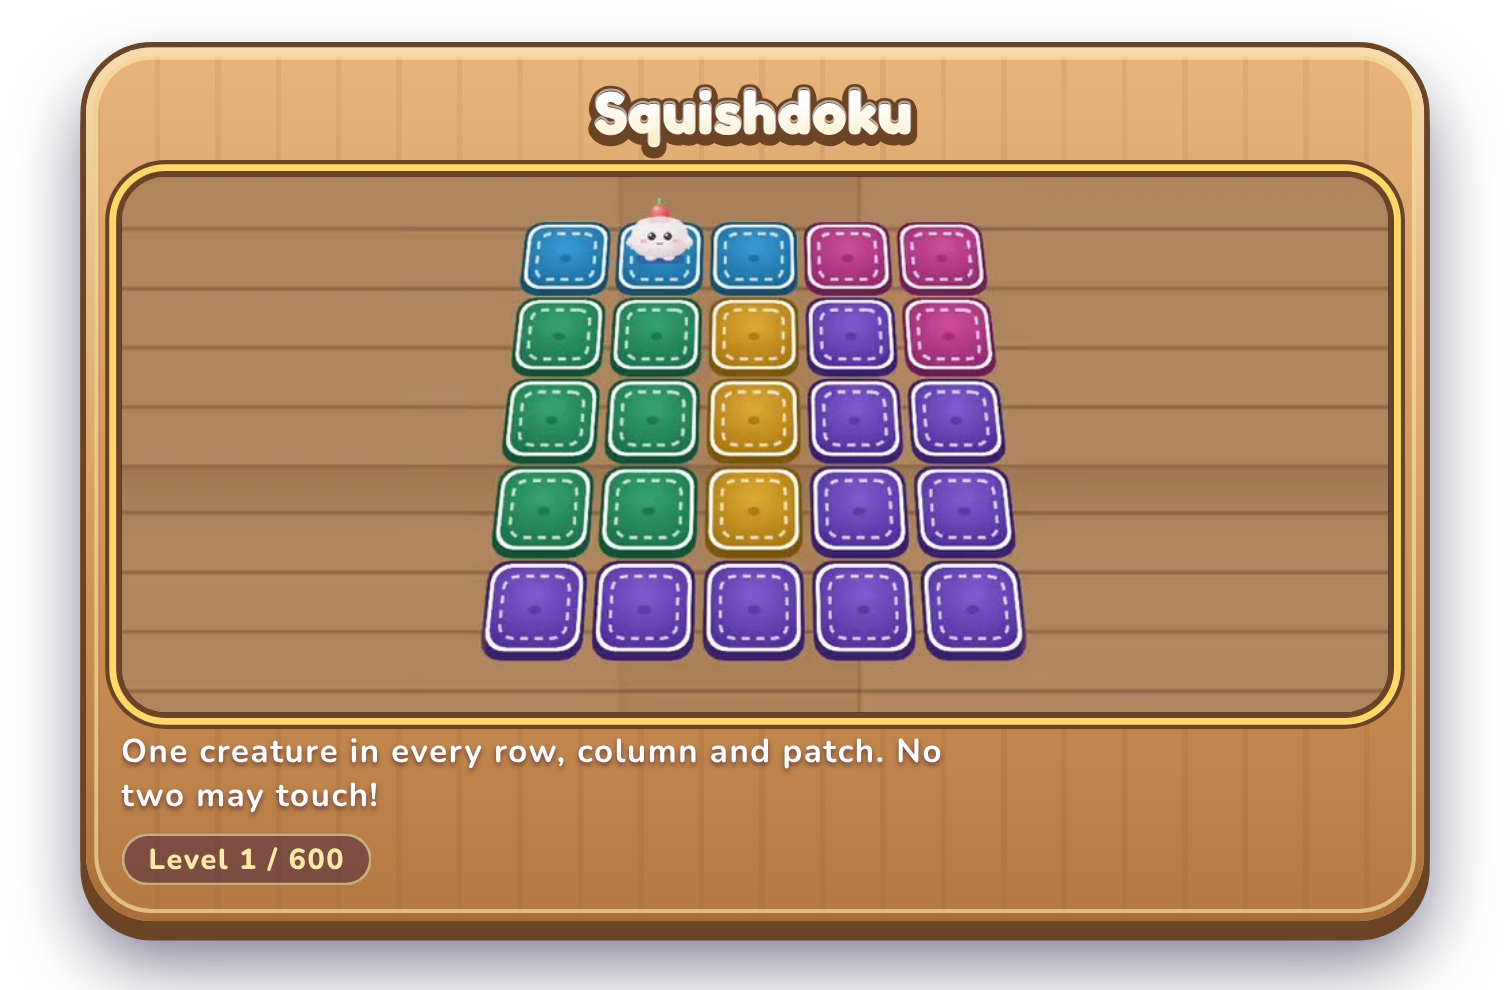 Squishdoku
One creature in every row, column and patch. No
two may touch!
Level 1 / 600